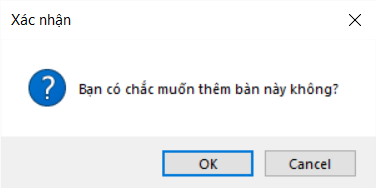 Xác nhận
Bạn có chắc muốn thêm bàn này không?
OK
Cancel